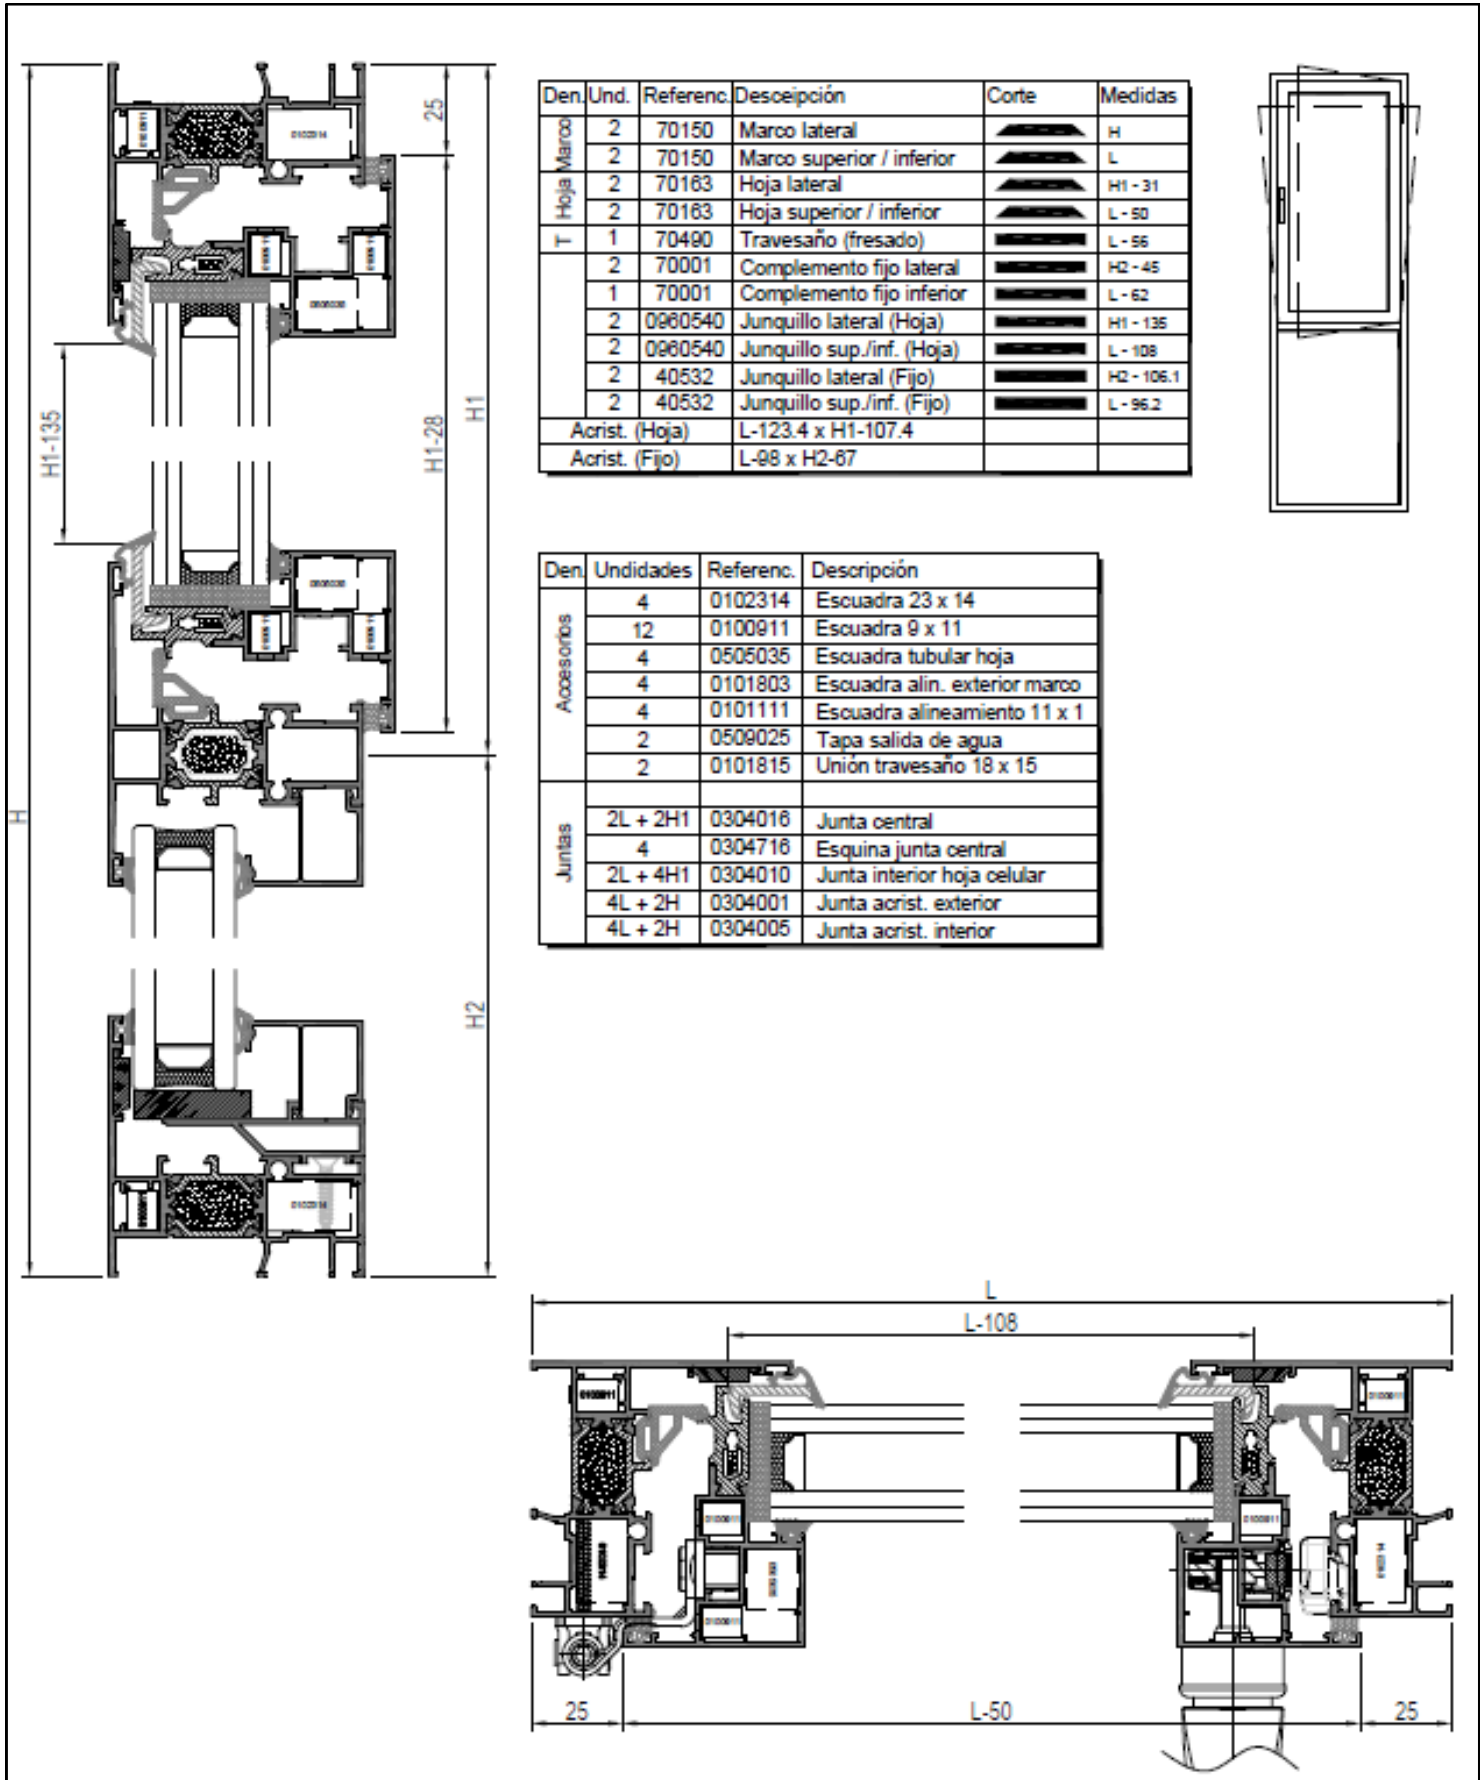 Den. Und. Referenc. Desceipción Corte Medidas
Marco
2 70150 Marco lateral H
2 70150 Marco superior / inferior L
Hoja
2 70163 Hoja lateral H1 - 31
2 70163 Hoja superior / inferior L - 50
T
1 70490 Travesaño (fresado) L - 56
2 70001 Complemento fijo lateral H2 - 45
1 70001 Complemento fijo inferior L - 62
2 0960540 Junquillo lateral (Hoja) H1 - 135
2 0960540 Junquillo sup./inf. (Hoja) L - 108
2 40532 Junquillo lateral (Fijo) H2 - 106.1
2 40532 Junquillo sup./inf. (Fijo) L - 96.2
Acrist. (Hoja) L-123.4 x H1-107.4
Acrist. (Fijo) L-98 x H2-67
Den. Undidades Referenc. Descripción
Accesorios
4 0102314 Escuadra 23 x 14
12 0100911 Escuadra 9 x 11
4 0505035 Escuadra tubular hoja
4 0101803 Escuadra alin. exterior marco
4 0101111 Escuadra alineamiento 11 x 1
2 0509025 Tapa salida de agua
2 0101815 Unión travesaño 18 x 15
Juntas
2L + 2H1 0304016 Junta central
4 0304716 Esquina junta central
2L + 4H1 0304010 Junta interior hoja celular
4L + 2H 0304001 Junta acrist. exterior
4L + 2H 0304005 Junta acrist. interior
25
H1-135
H1-28
H1
H
H2
0102314
0102314
L
L-108
0100911
0100911
0100911
0100911
0100911
0102314
25
L-50
25